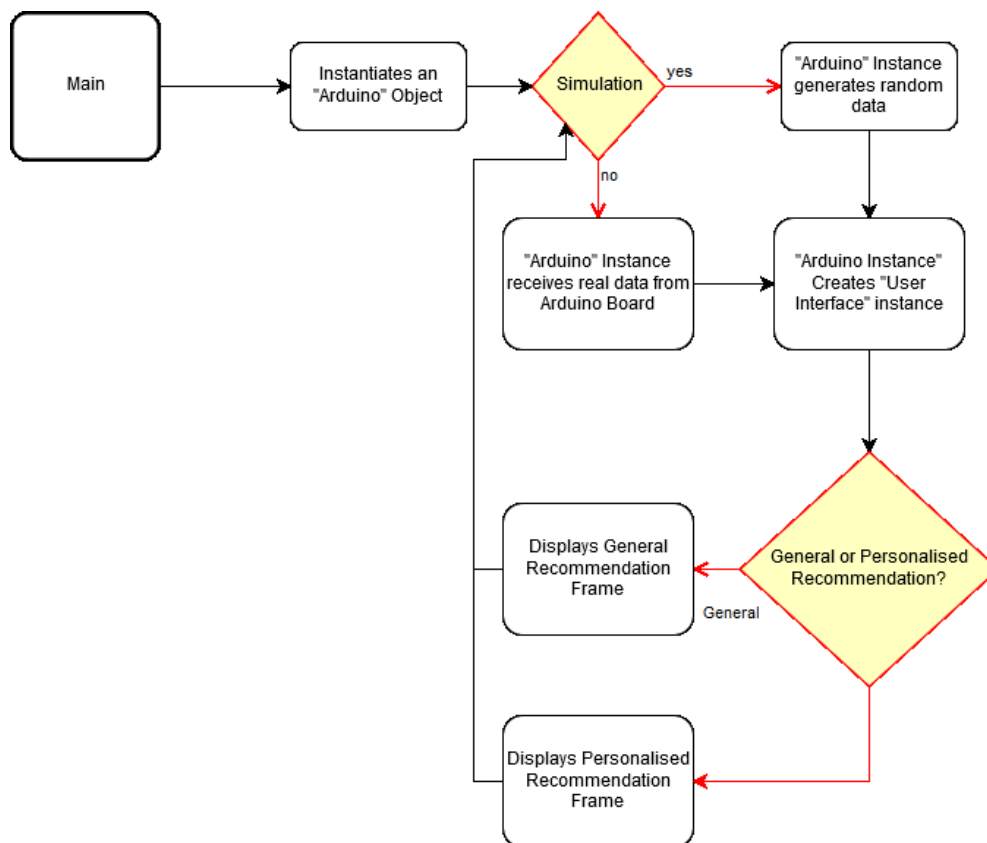 Main
Instantiates an
"Arduino" Object
Simulation
yes
"Arduino" Instance
generates random
data
no
"Arduino" Instance
receives real data from
Arduino Board
"Arduino Instance"
Creates "User
Interface" instance
General or Personalised
Recommendation?
General
Displays General
Recommendation
Frame
Displays Personalised
Recommendation
Frame